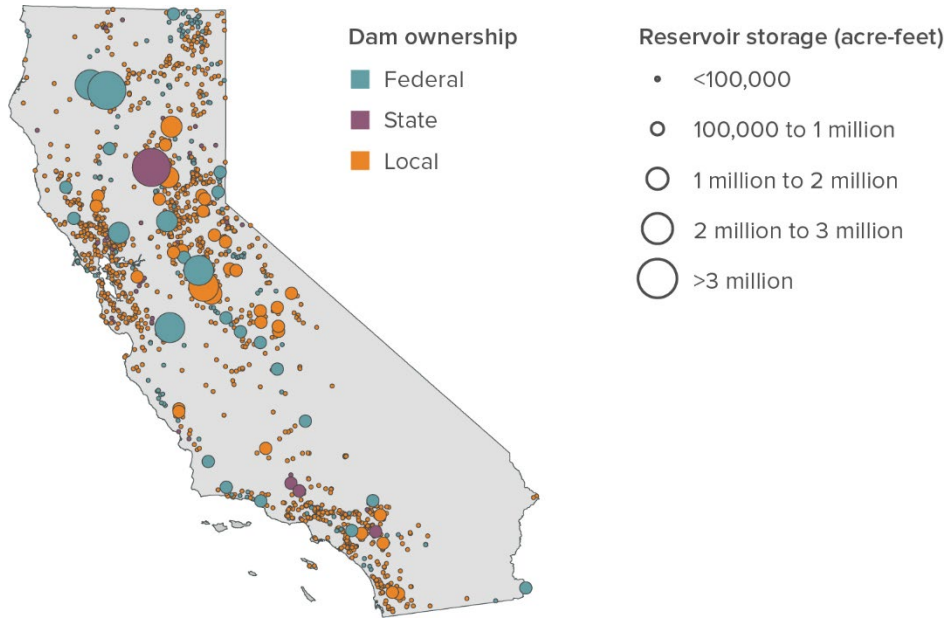 Dam ownership
Federal
State
Local
Reservoir storage (acre-feet)
<100,000
100,000 to 1 million
1 million to 2 million
2 million to 3 million
>3 million